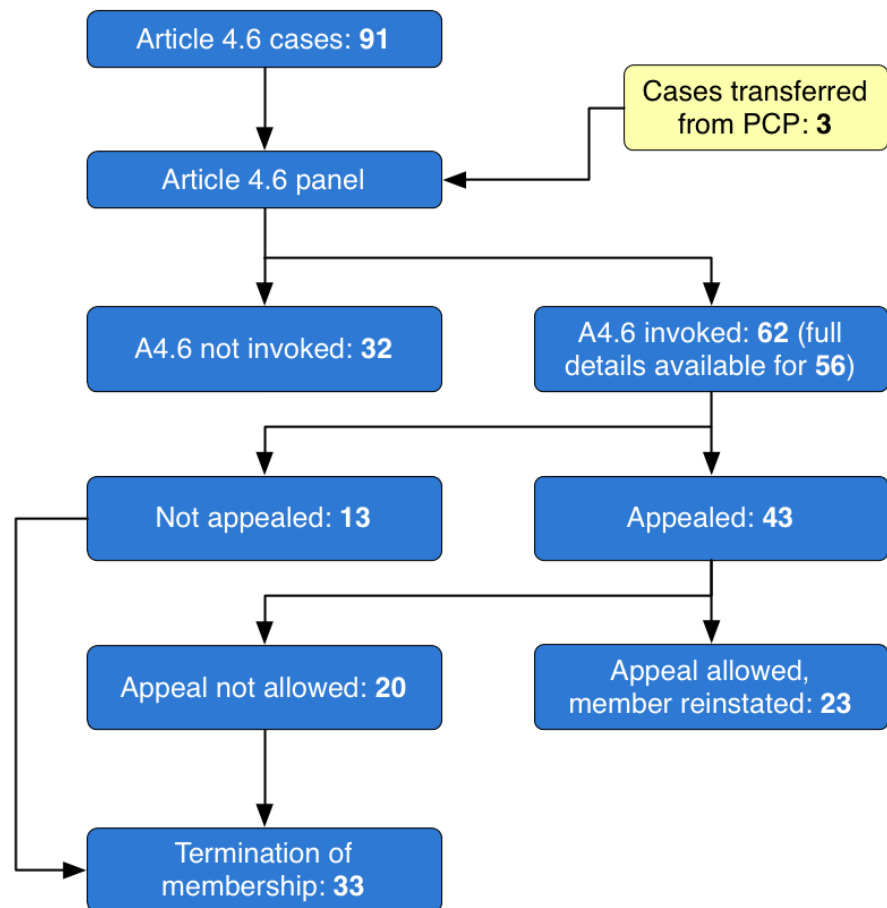 Article 4.6 cases: 91
Cases transferred
from PCP: 3
Article 4.6 panel
A4.6 not invoked: 32
A4.6 invoked: 62 (full
details available for 56)
Not appealed: 13
Appealed: 43
Appeal not allowed: 20
Appeal allowed,
member reinstated: 23
Termination of
membership: 33